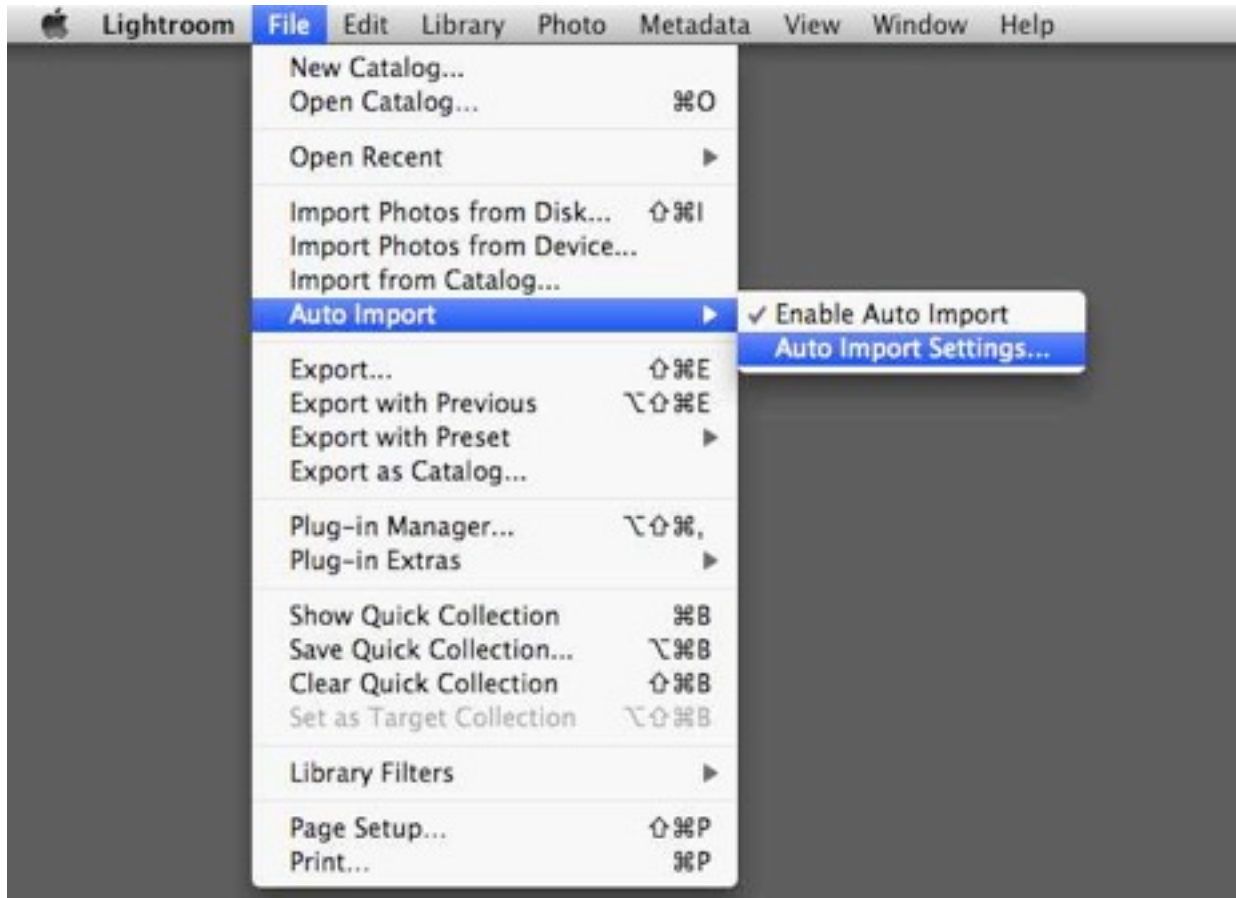 Lightroom File Edit Library Photo Metadata View Window Help
New Catalog...
Open Catalog... ⌘O
Open Recent ▶
Import Photos from Disk... ⇧⌘I
Import Photos from Device...
Import from Catalog...
Auto Import ▶
✓ Enable Auto Import
Auto Import Settings...
Export... ⇧⌘E
Export with Previous ⌥⇧⌘E
Export with Preset ▶
Export as Catalog...
Plug-in Manager... ⌥⇧⌘,
Plug-in Extras ▶
Show Quick Collection ⌘B
Save Quick Collection... ⌥⌘B
Clear Quick Collection ⇧⌘B
Set as Target Collection ⌥⇧⌘B
Library Filters ▶
Page Setup... ⇧⌘P
Print... ⌘P